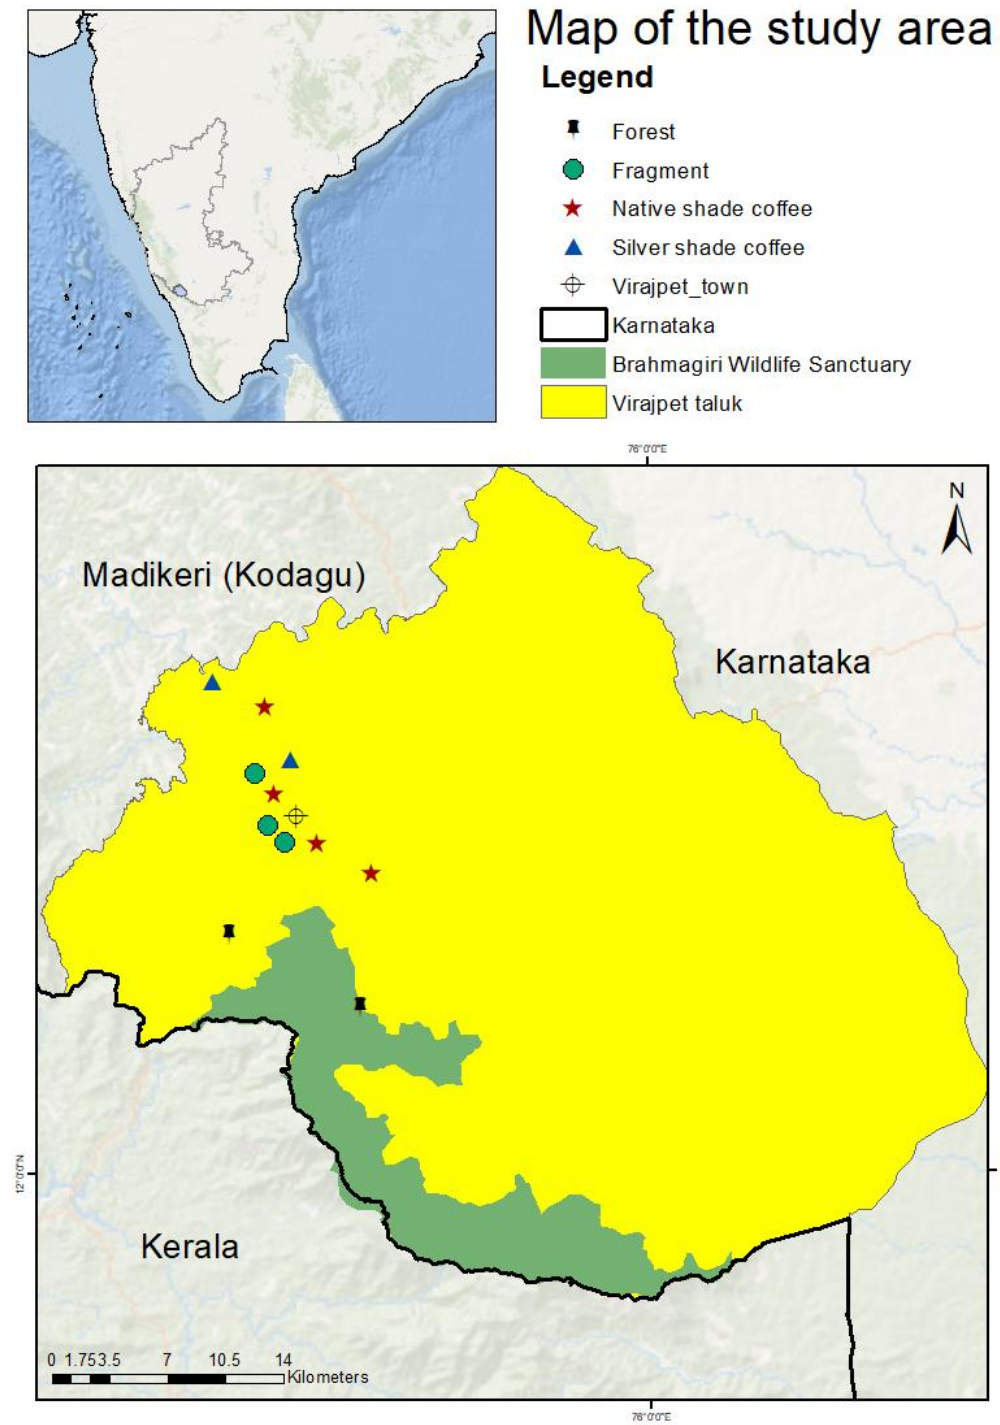 Map of the study area
Legend
Forest
Fragment
Native shade coffee
Silver shade coffee
Virajpet_town
Karnataka
Brahmagiri Wildlife Sanctuary
Virajpet taluk
76°0'0"E
N
Madikeri (Kodagu)
Karnataka
12°0'0"N
Kerala
0 1.75 3.5 7 10.5 14
Kilometers
76°0'0"E